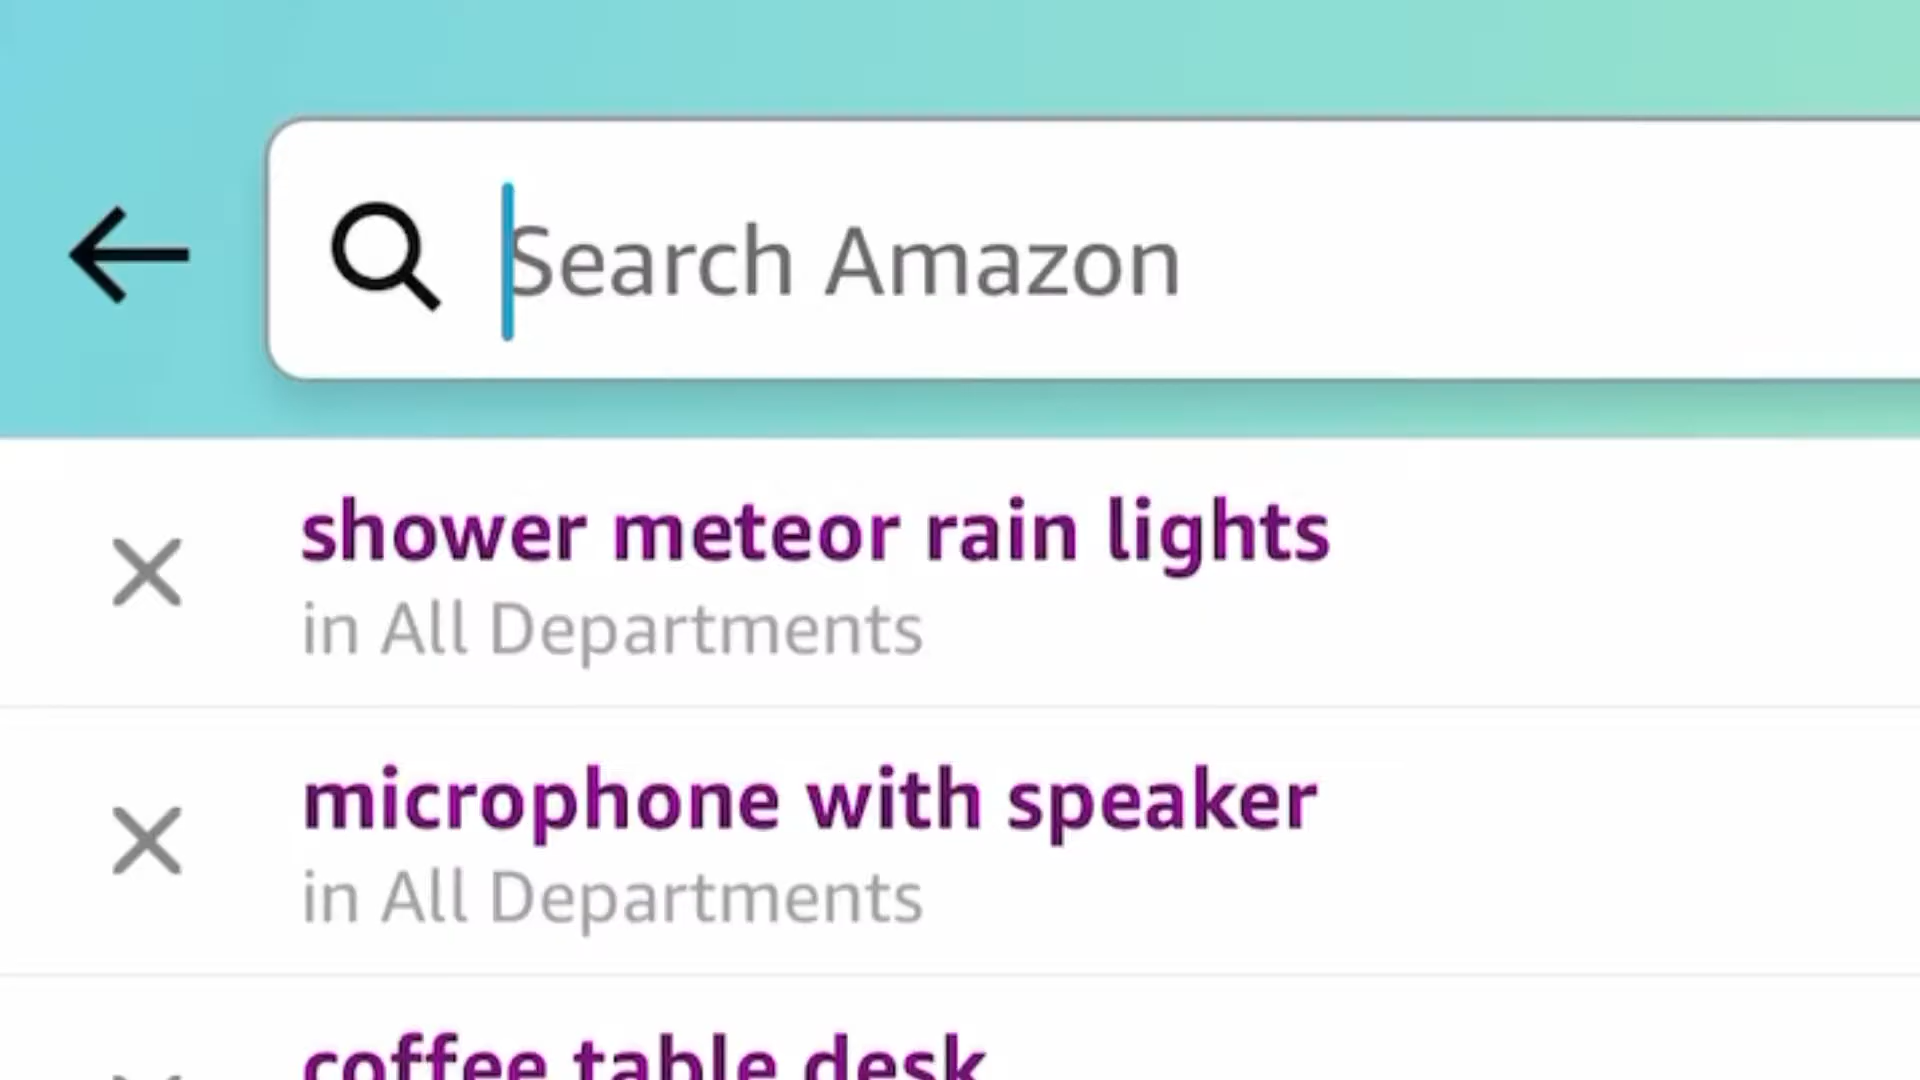 Search Amazon
shower meteor rain lights
in All Departments
microphone with speaker
in All Departments
coffee table desk